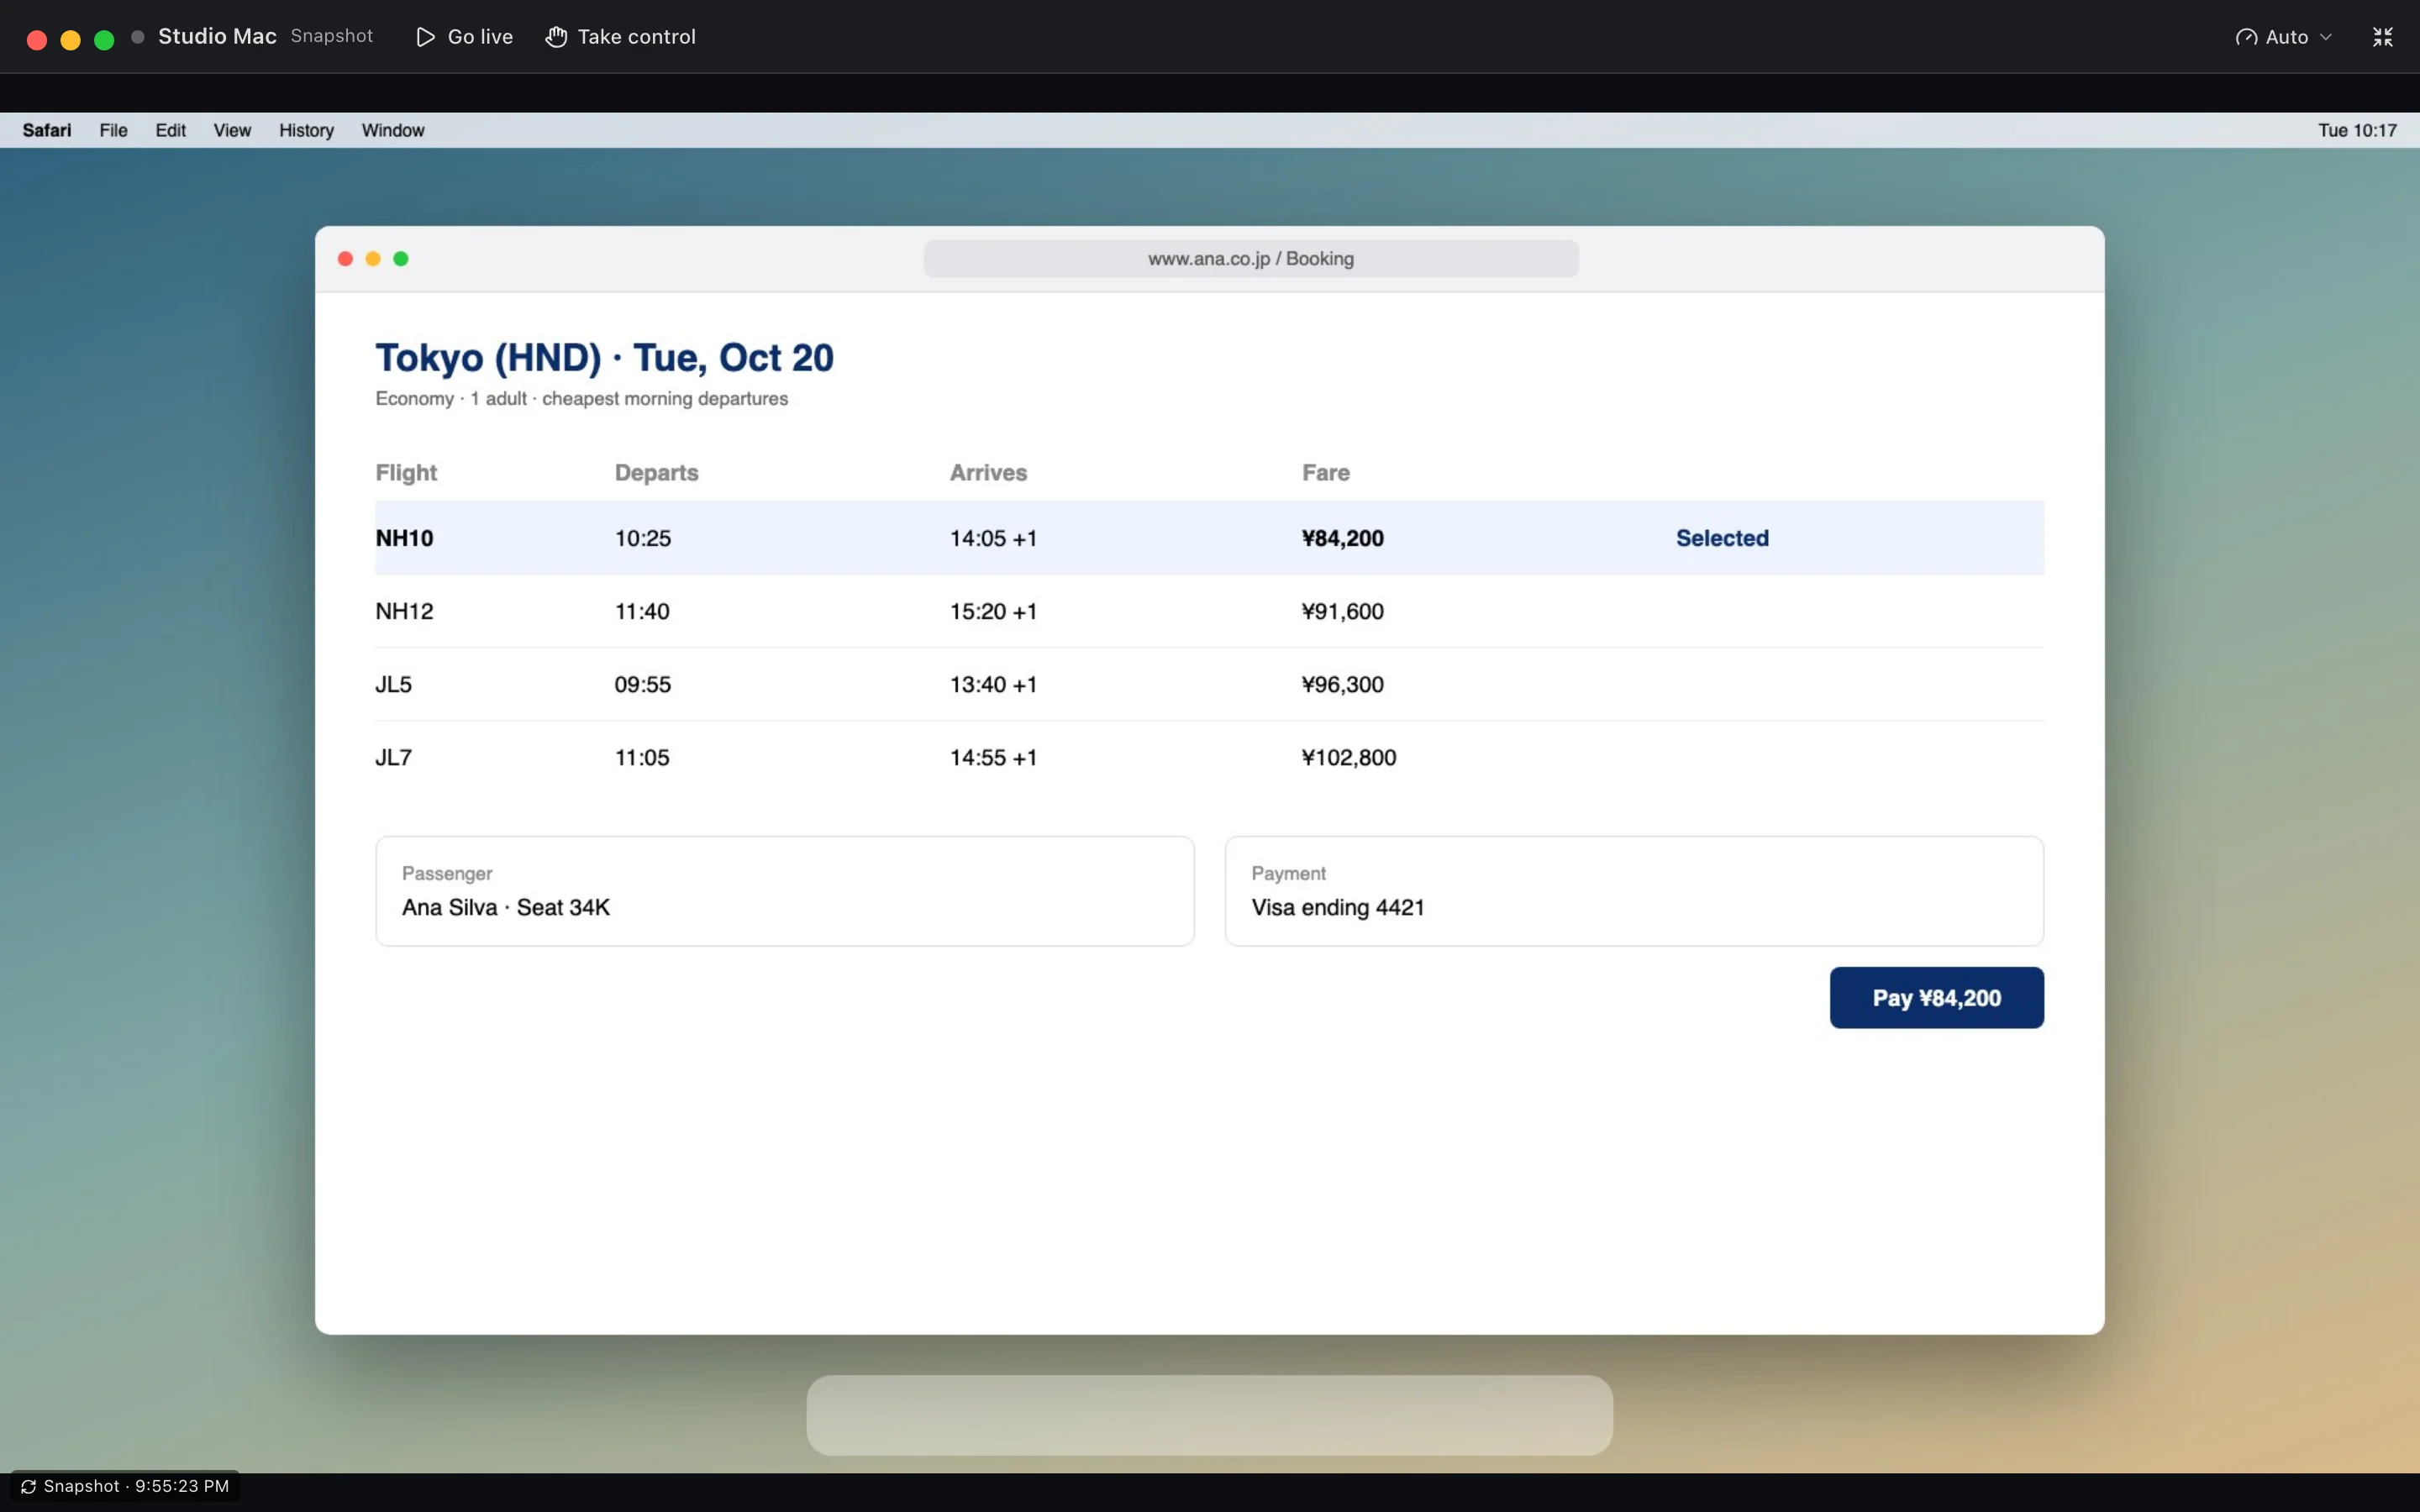 Studio Mac Snapshot Go live Take control Auto
Safari File Edit View History Window Tue 10:17
www.ana.co.jp / Booking
Tokyo (HND) · Tue, Oct 20
Economy · 1 adult · cheapest morning departures
Flight Departs Arrives Fare
NH10 10:25 14:05 +1 ¥84,200 Selected
NH12 11:40 15:20 +1 ¥91,600
JL5 09:55 13:40 +1 ¥96,300
JL7 11:05 14:55 +1 ¥102,800
Passenger
Ana Silva · Seat 34K
Payment
Visa ending 4421
Pay ¥84,200
Snapshot · 9:55:23 PM